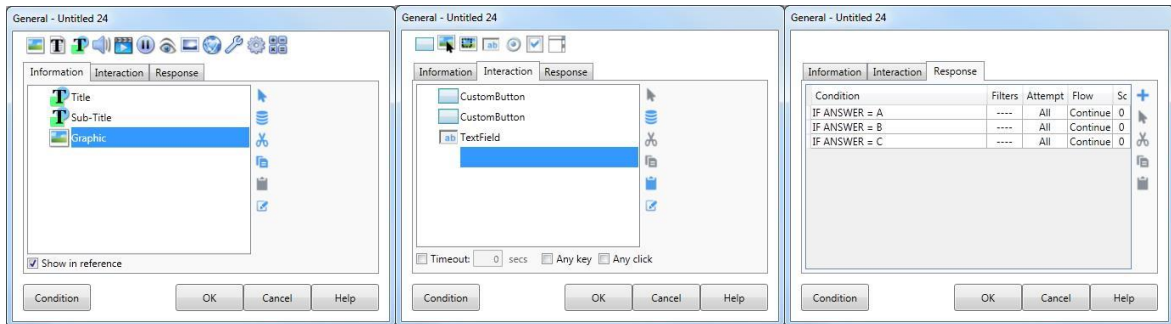 General - Untitled 24
Information Interaction Response
Title
Sub-Title
Graphic
Show in reference
Condition OK Cancel Help
General - Untitled 24
ab
Information Interaction Response
CustomButton
CustomButton
ab TextField
Timeout: 0 secs Any key Any click
Condition OK Cancel Help
General - Untitled 24
Information Interaction Response
Condition Filters Attempt Flow Sc
IF ANSWER = A ---- All Continue 0
IF ANSWER = B ---- All Continue 0
IF ANSWER = C ---- All Continue 0
Condition OK Cancel Help